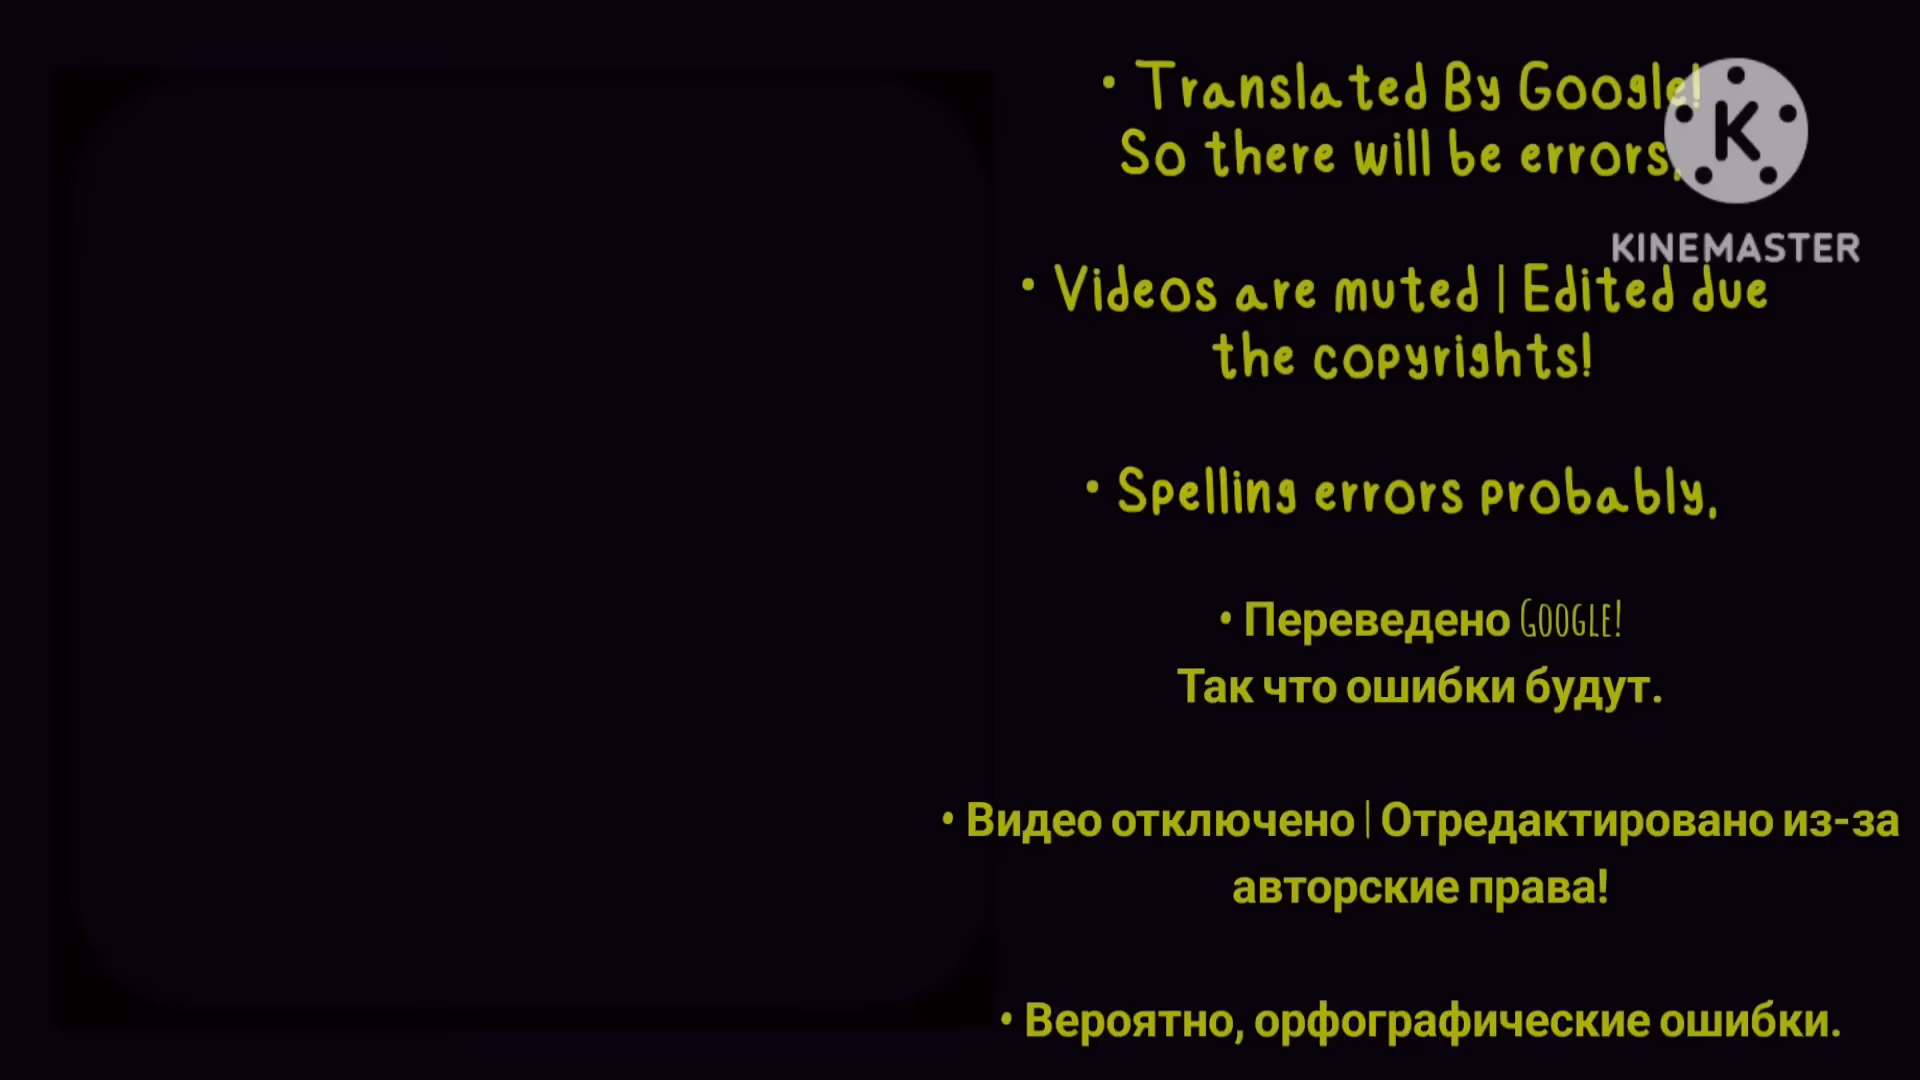 • Translated By Google!
So there will be errors,
K
KINEMASTER
• Videos are muted | Edited due
the copyrights!
• Spelling errors probably,
• Переведено GOOGLE!
Так что ошибки будут.
• Видео отключено | Отредактировано из-за
авторские права!
• Вероятно, орфографические ошибки.